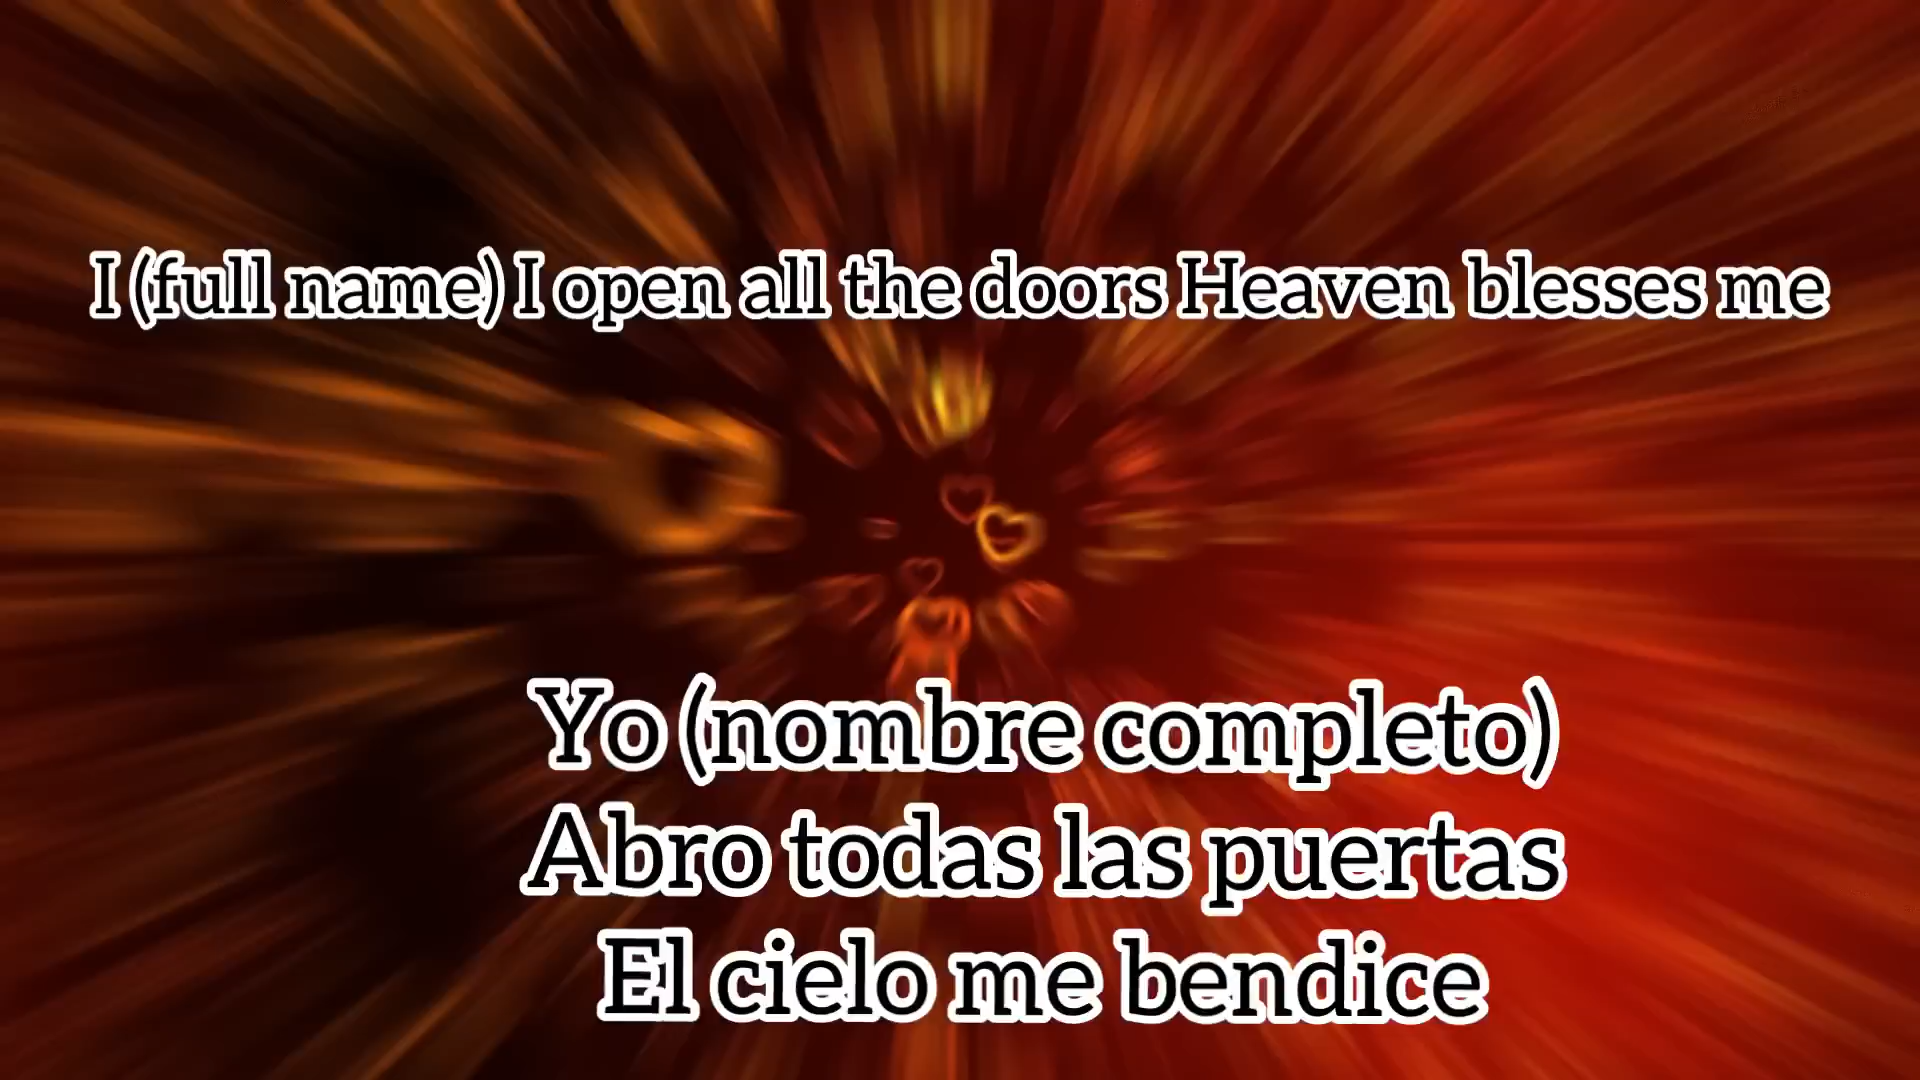 I (full name) I open all the doors Heaven blesses me
Yo (nombre completo)
Abro todas las puertas
El cielo me bendice